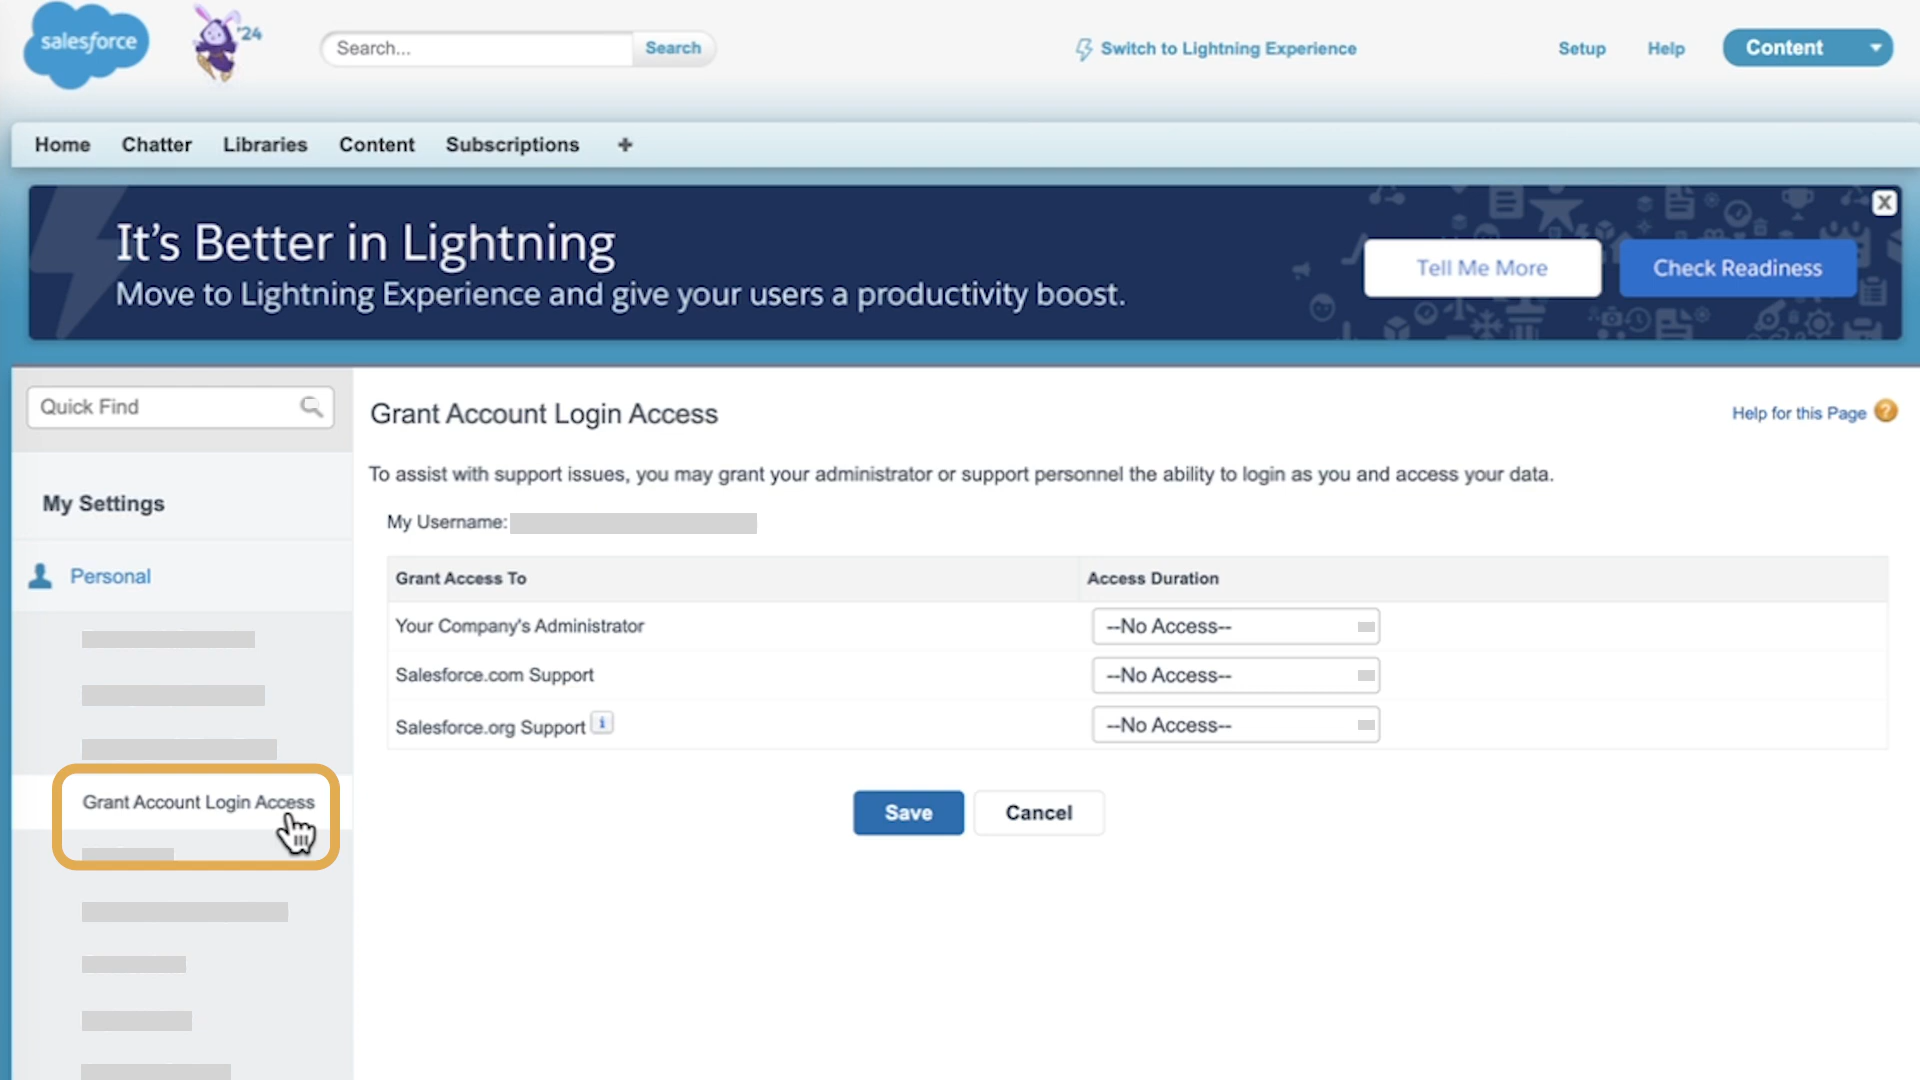 salesforce
'24
Search...
Search
Switch to Lightning Experience
Setup
Help
Content
Home
Chatter
Libraries
Content
Subscriptions
+
It's Better in Lightning
Move to Lightning Experience and give your users a productivity boost.
Tell Me More
Check Readiness
X
Quick Find
My Settings
Personal
Grant Account Login Access
Grant Account Login Access
Help for this Page ?
To assist with support issues, you may grant your administrator or support personnel the ability to login as you and access your data.
My Username:
Grant Access To
Access Duration
Your Company's Administrator
--No Access--
Salesforce.com Support
--No Access--
Salesforce.org Support i
--No Access--
Save
Cancel